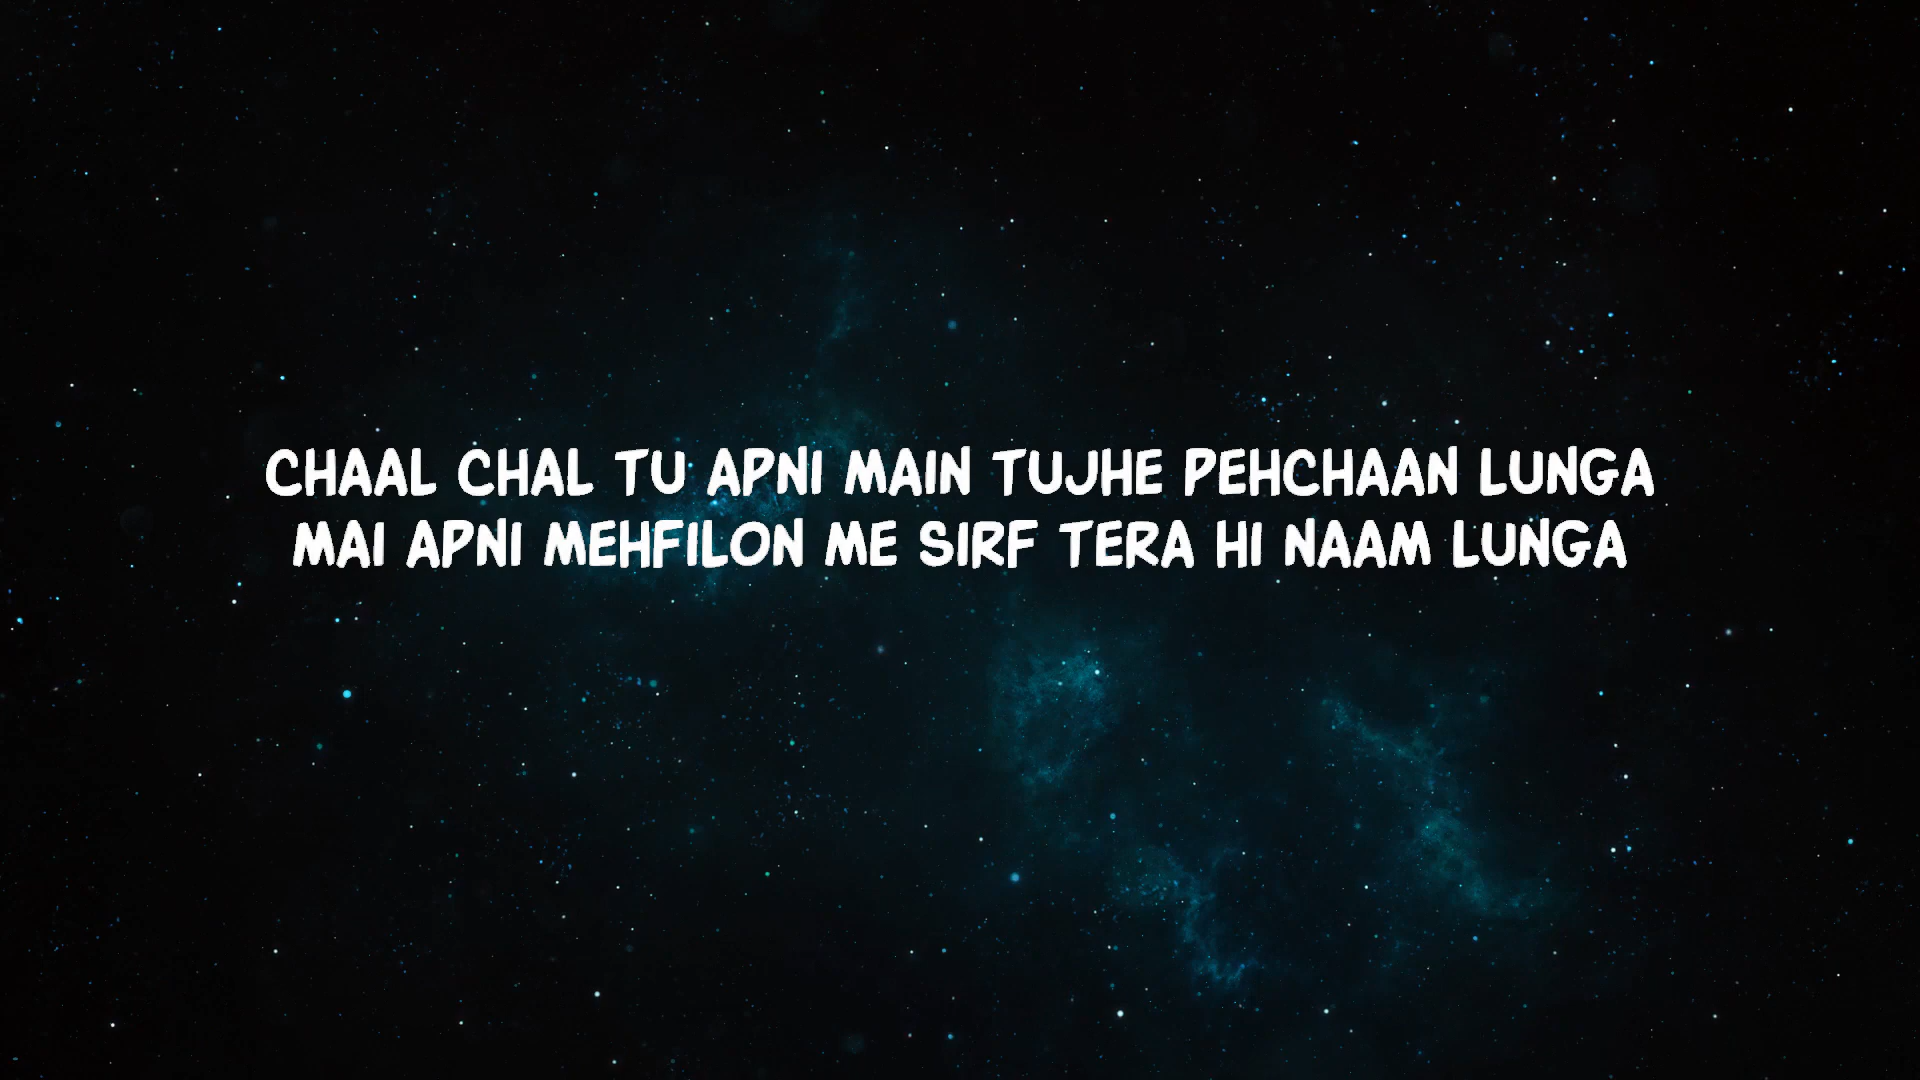 CHAAL CHAL TU APNI MAIN TUJHE PEHCHAAN LUNGA
MAI APNI MEHFILON ME SIRF TERA HI NAAM LUNGA